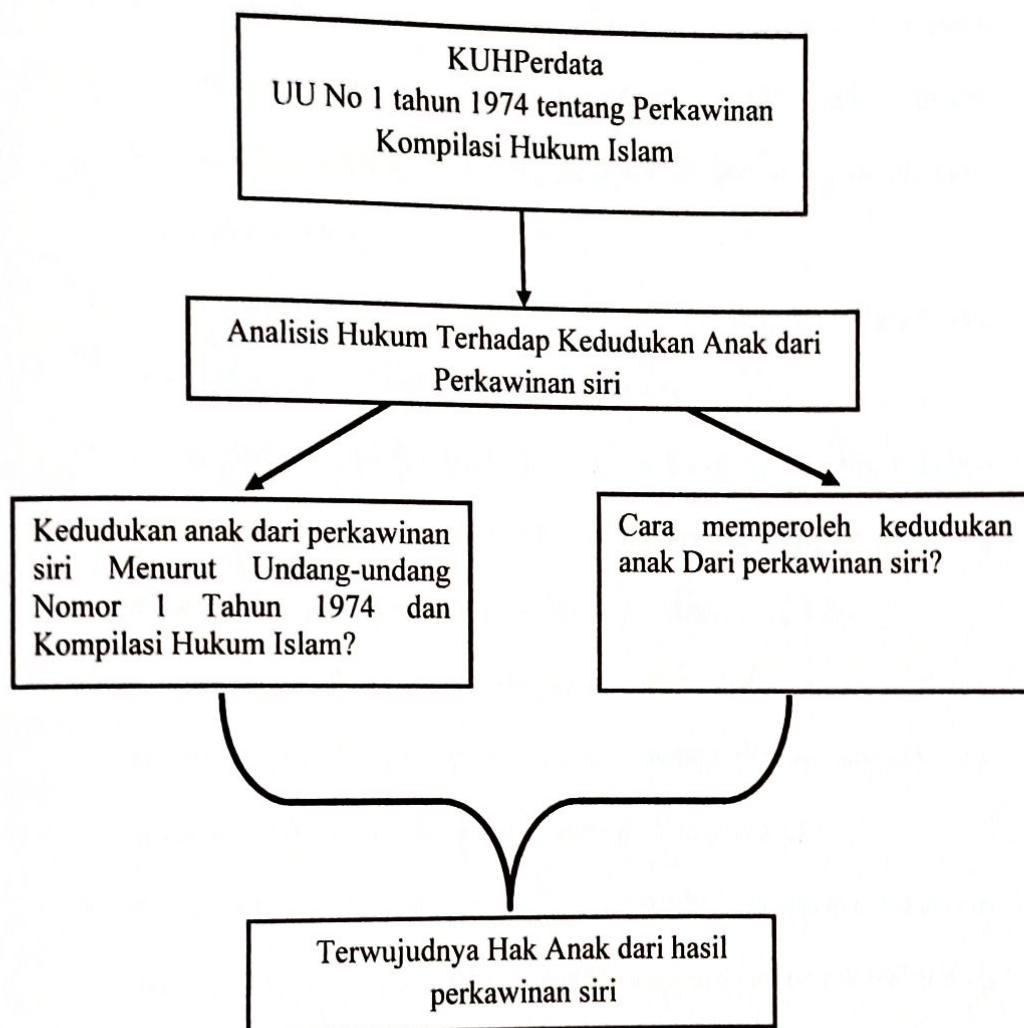 KUHPerdata
UU No 1 tahun 1974 tentang Perkawinan
Kompilasi Hukum Islam
Analisis Hukum Terhadap Kedudukan Anak dari
Perkawinan siri
Kedudukan anak dari perkawinan
siri Menurut Undang-undang
Nomor 1 Tahun 1974 dan
Kompilasi Hukum Islam?
Cara memperoleh kedudukan
anak Dari perkawinan siri?
Terwujudnya Hak Anak dari hasil
perkawinan siri